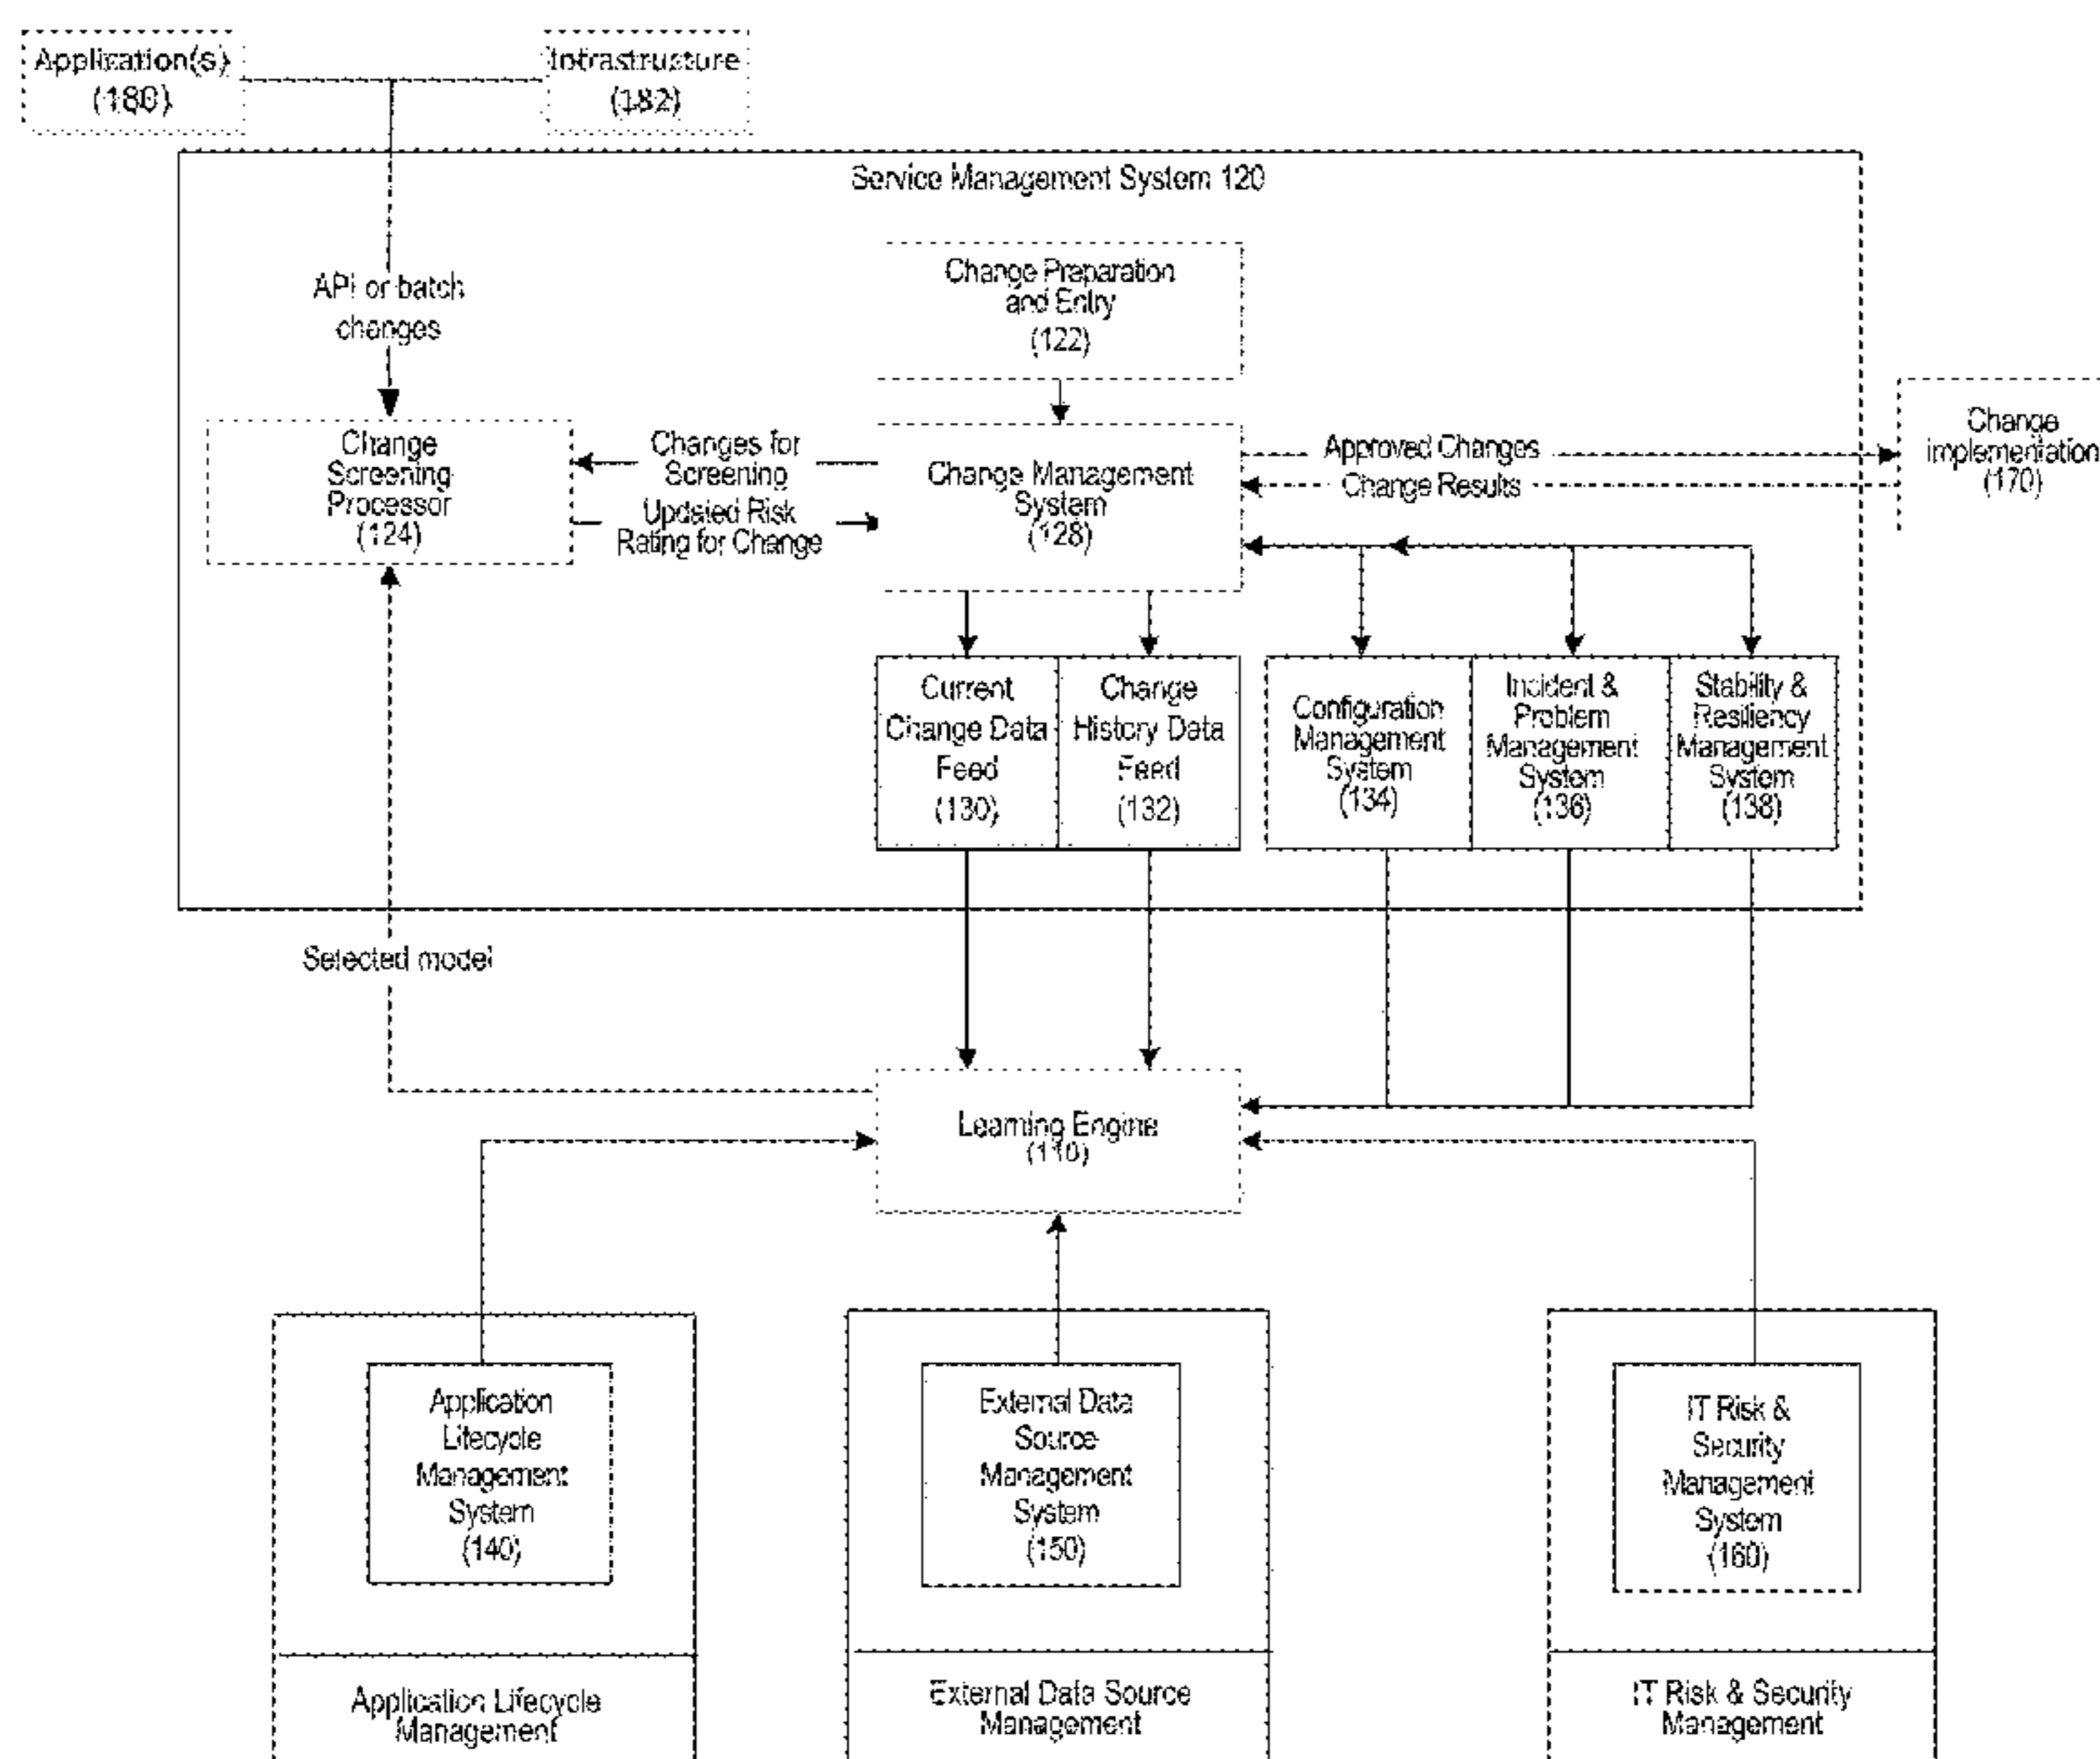 Application(s)
(180)
Infrastructure
(182)
Service Management System 120
API or batch
changes
Change Preparation
and Entry
(122)
Change
Screening
Processor
(124)
Changes for
Screening
Updated Risk
Rating for Change
Change Management
System
(128)
Approved Changes
Change Results
Change
implementation
(170)
Current
Change Data
Feed
(130)
Change
History Data
Feed
(132)
Configuration
Management
System
(134)
Incident &
Problem
Management
System
(136)
Stability &
Resiliency
Management
System
(138)
Selected model
Learning Engine
(110)
Application
Lifecycle
Management
System
(140)
External Data
Source
Management
System
(150)
IT Risk &
Security
Management
System
(160)
Application Lifecycle
Management
External Data Source
Management
IT Risk & Security
Management